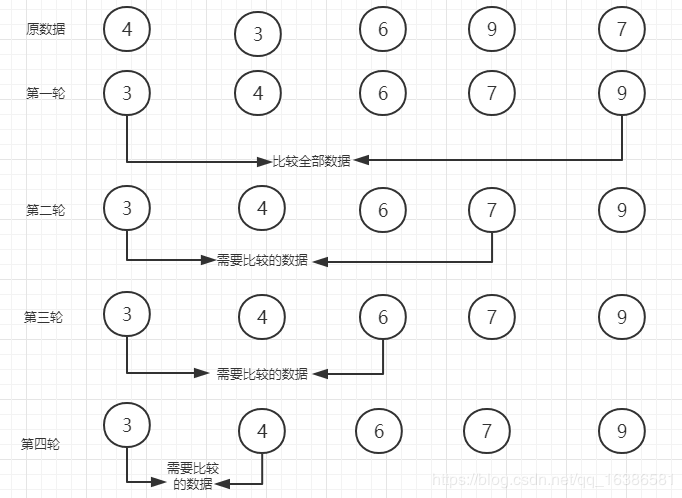 原数据 4 3 6 9 7
第一轮 3 4 6 7 9
比较全部数据
第二轮 3 4 6 7 9
需要比较的数据
第三轮 3 4 6 7 9
需要比较的数据
第四轮 3 4 6 7 9
需要比较
的数据
https://blog.csdn.net/qq_16386581